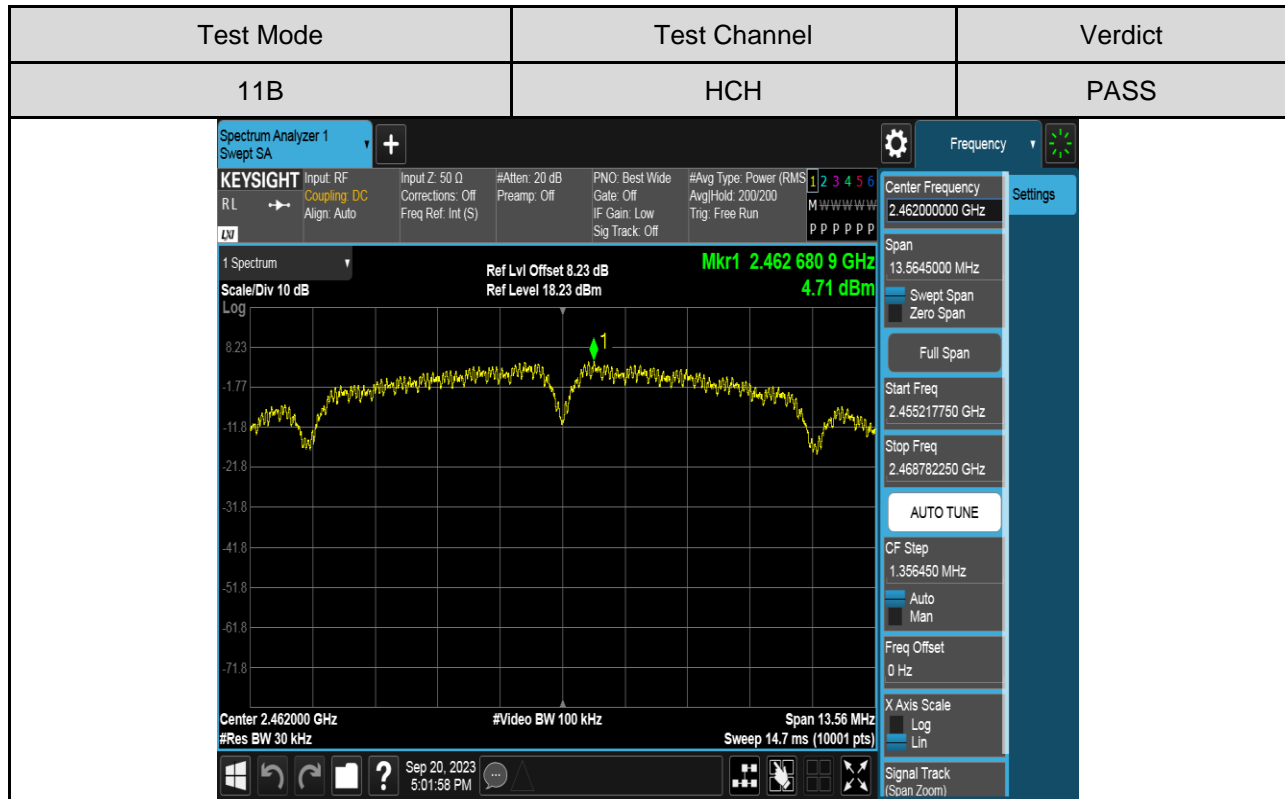 Test Mode Test Channel Verdict
11B HCH PASS
Spectrum Analyzer 1
Swept SA
+
Frequency
KEYSIGHT
RL
LXI
Input: RF
Coupling: DC
Align: Auto
Input Z: 50 Ω
Corrections: Off
Freq Ref: Int (S)
#Atten: 20 dB
Preamp: Off
PNO: Best Wide
Gate: Off
IF Gain: Low
Sig Track: Off
#Avg Type: Power (RMS
Avg|Hold: 200/200
Trig: Free Run
1 2 3 4 5 6
M W W W W W
P P P P P P
1 Spectrum
Scale/Div 10 dB
Ref Lvl Offset 8.23 dB
Ref Level 18.23 dBm
Mkr1 2.462 680 9 GHz
4.71 dBm
Log
1
8.23
-1.77
-11.8
-21.8
-31.8
-41.8
-51.8
-61.8
-71.8
Center 2.462000 GHz
#Res BW 30 kHz
#Video BW 100 kHz
Span 13.56 MHz
Sweep 14.7 ms (10001 pts)
Center Frequency
2.462000000 GHz
Settings
Span
13.5645000 MHz
Swept Span
Zero Span
Full Span
Start Freq
2.455217750 GHz
Stop Freq
2.468782250 GHz
AUTO TUNE
CF Step
1.356450 MHz
Auto
Man
Freq Offset
0 Hz
X Axis Scale
Log
Lin
Signal Track
(Span Zoom)
?
Sep 20, 2023
5:01:58 PM